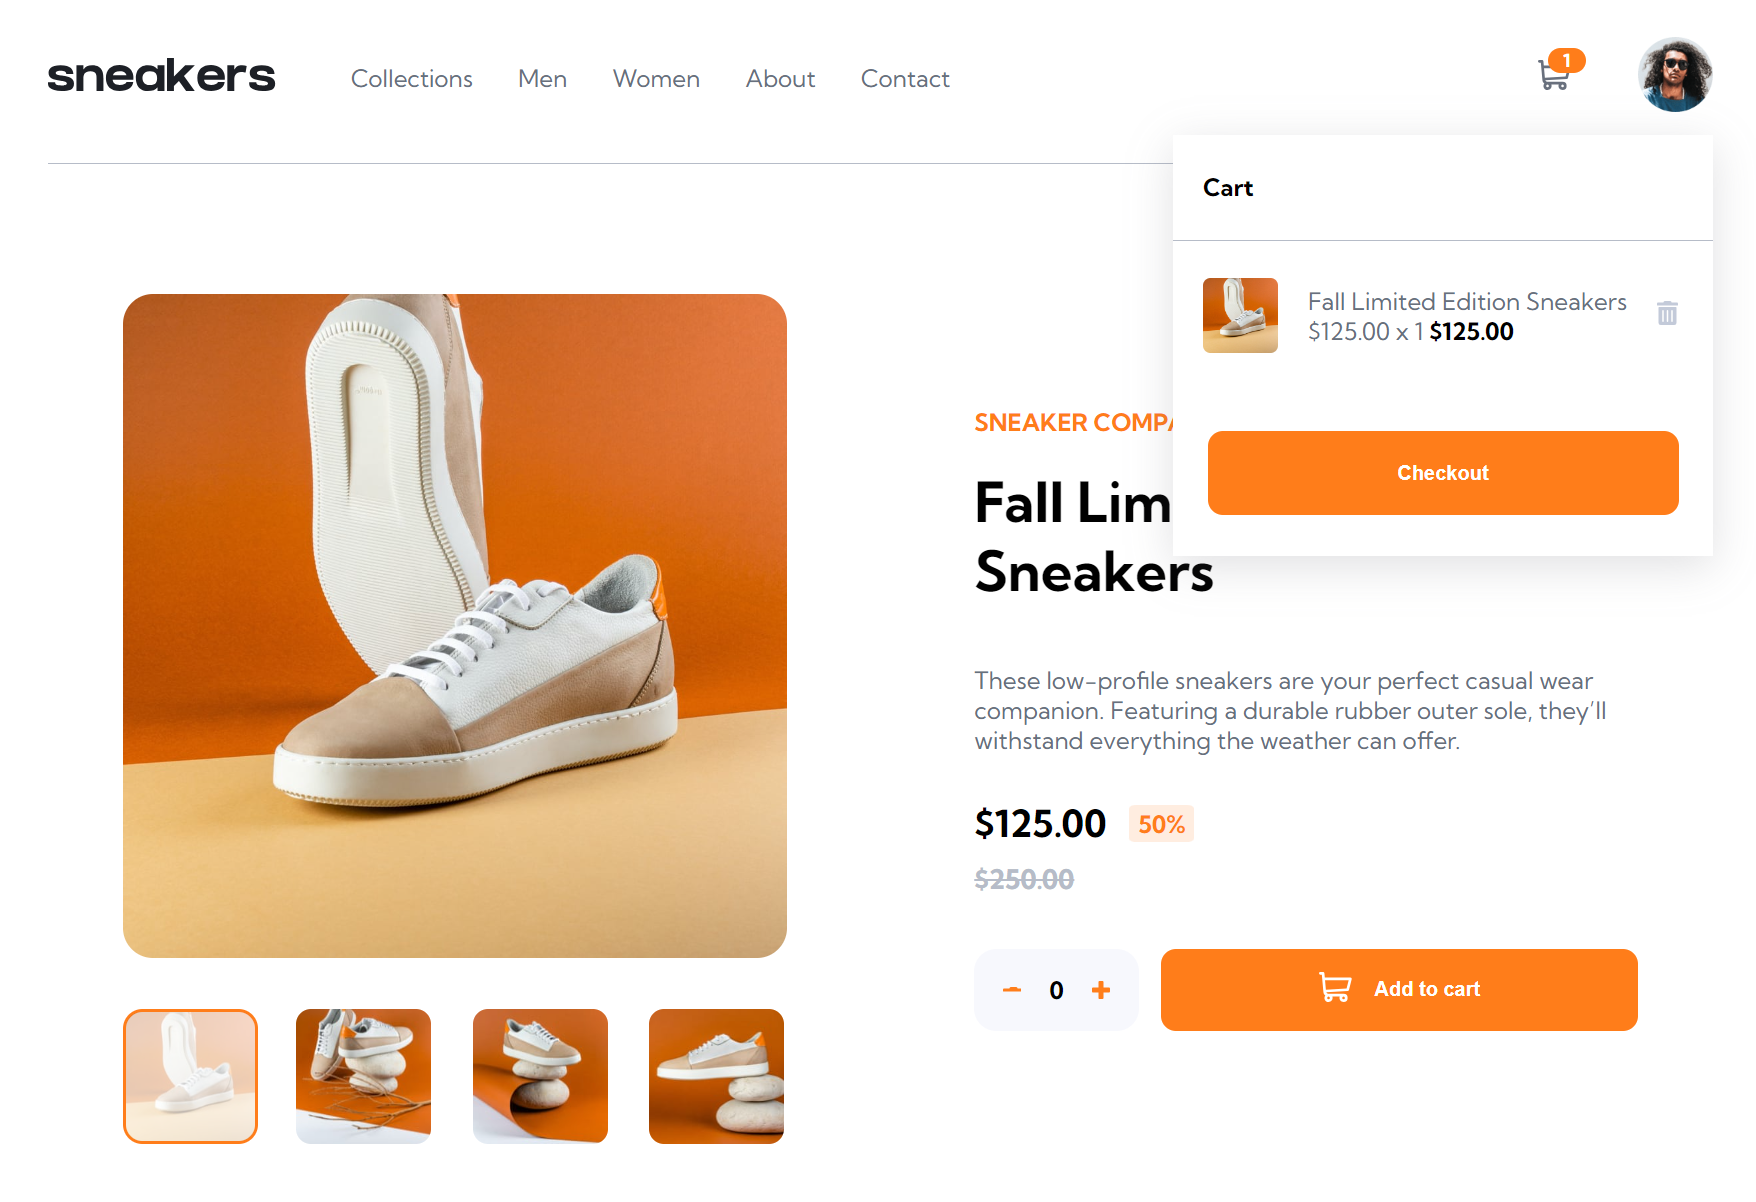 sneakers
Collections Men Women About Contact
1
Cart
Fall Limited Edition Sneakers
$125.00 x 1 $125.00
Checkout
SNEAKER COMP
Fall Lim
Sneakers
These low-profile sneakers are your perfect casual wear
companion. Featuring a durable rubber outer sole, they’ll
withstand everything the weather can offer.
$125.00 50%
$250.00
0
Add to cart